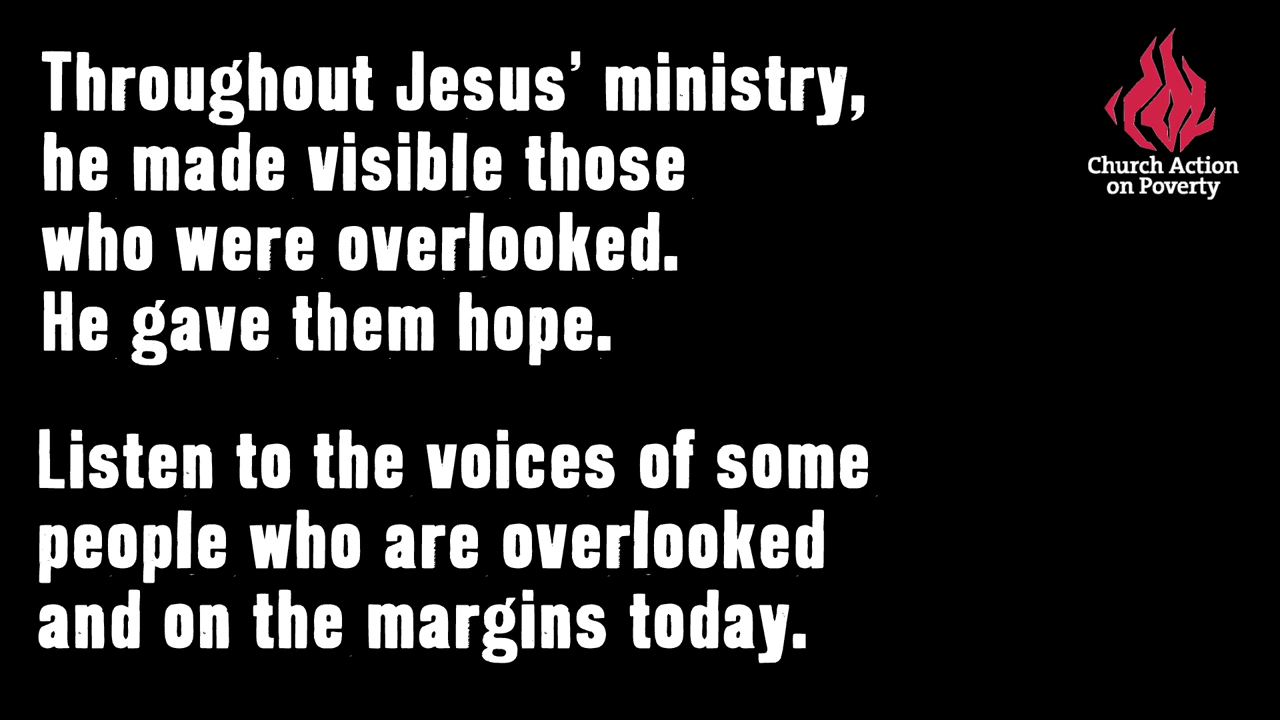 Throughout Jesus’ ministry,
he made visible those
who were overlooked.
He gave them hope.
Listen to the voices of some
people who are overlooked
and on the margins today.
Church Action
on Poverty